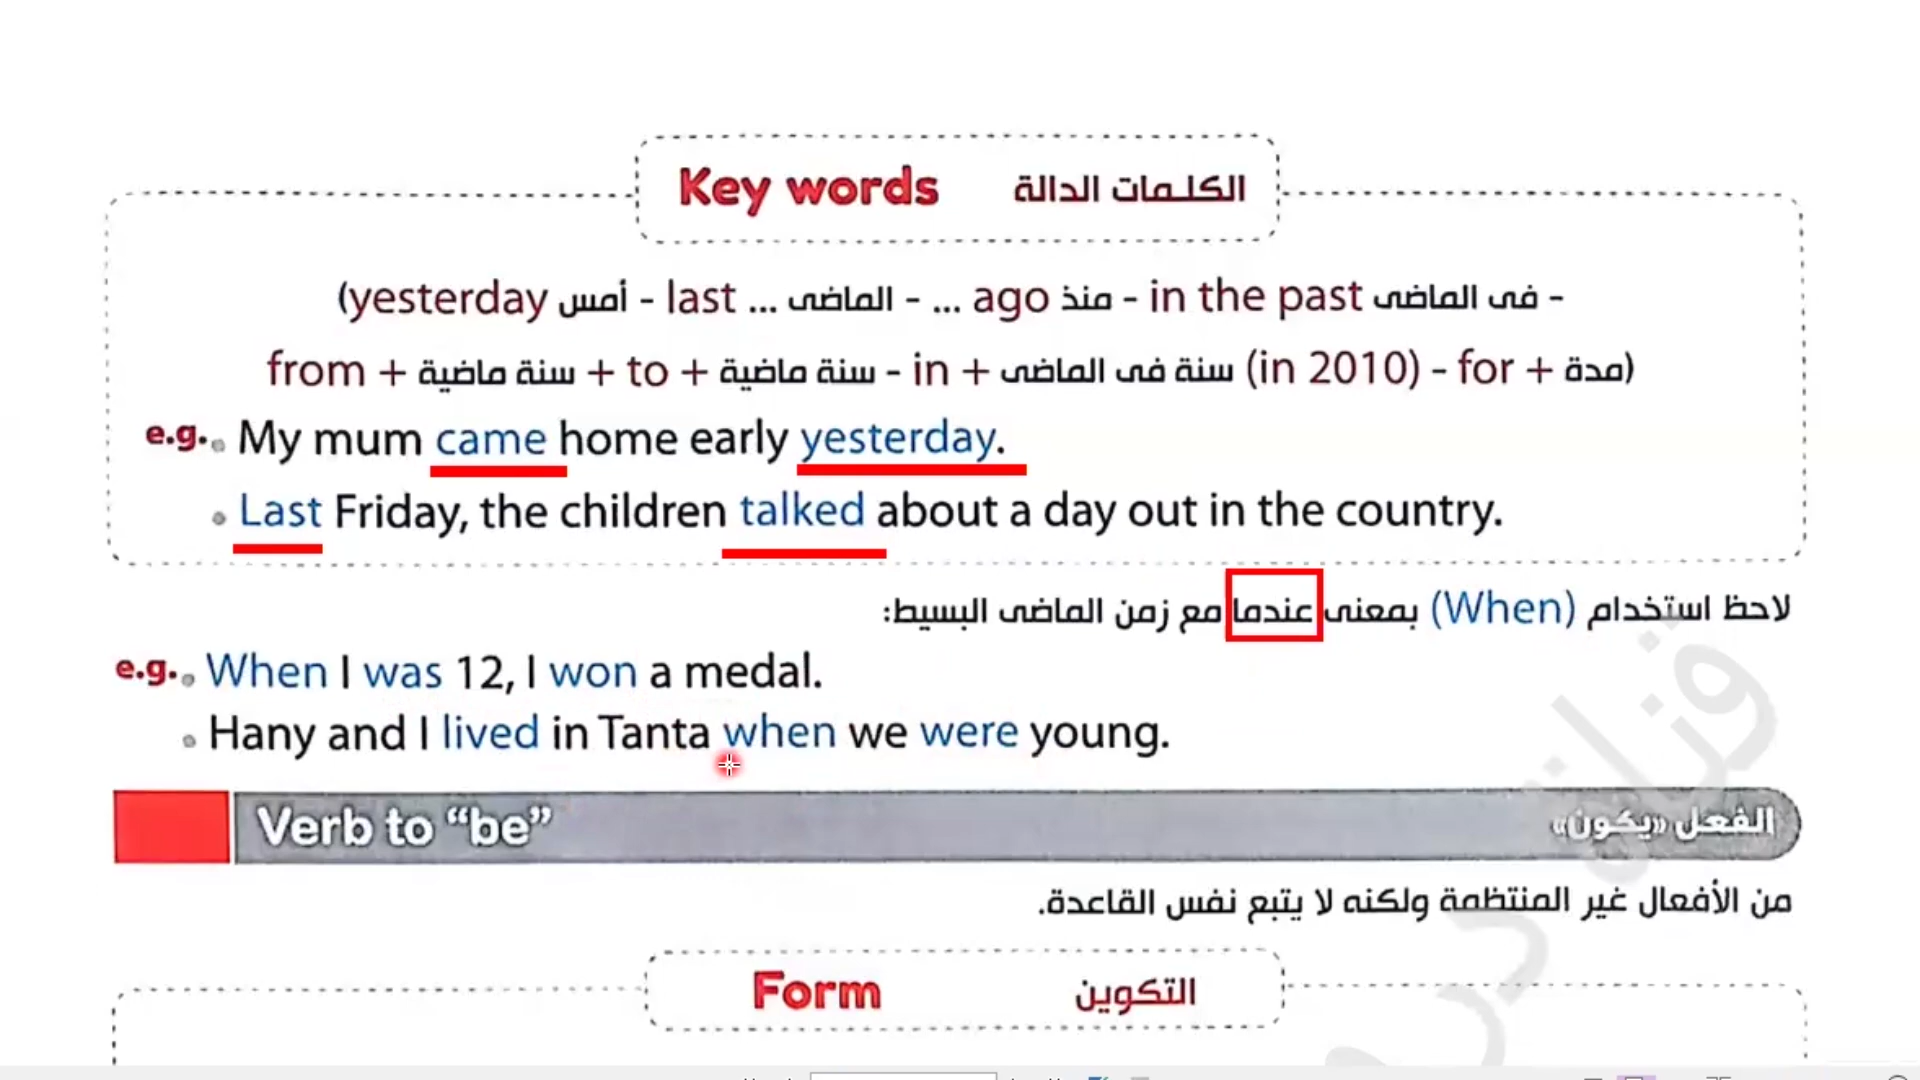 Key words الكلـمات الدالة
(yesterday أمس - last ... الماضى - ... ago منذ - in the past فى الماضى -
from + سنة ماضية + to + سنة ماضية - in + سنة فى الماضى (in 2010) - for + مدة)
e.g. • My mum came home early yesterday.
• Last Friday, the children talked about a day out in the country.
لاحظ استخدام (When) بمعنى عندما مع زمن الماضى البسيط:
e.g. • When I was 12, I won a medal.
• Hany and I lived in Tanta when we were young.
Verb to “be” الفعل «يكون»
من الأفعال غير المنتظمة ولكنه لا يتبع نفس القاعدة.
Form التكوين